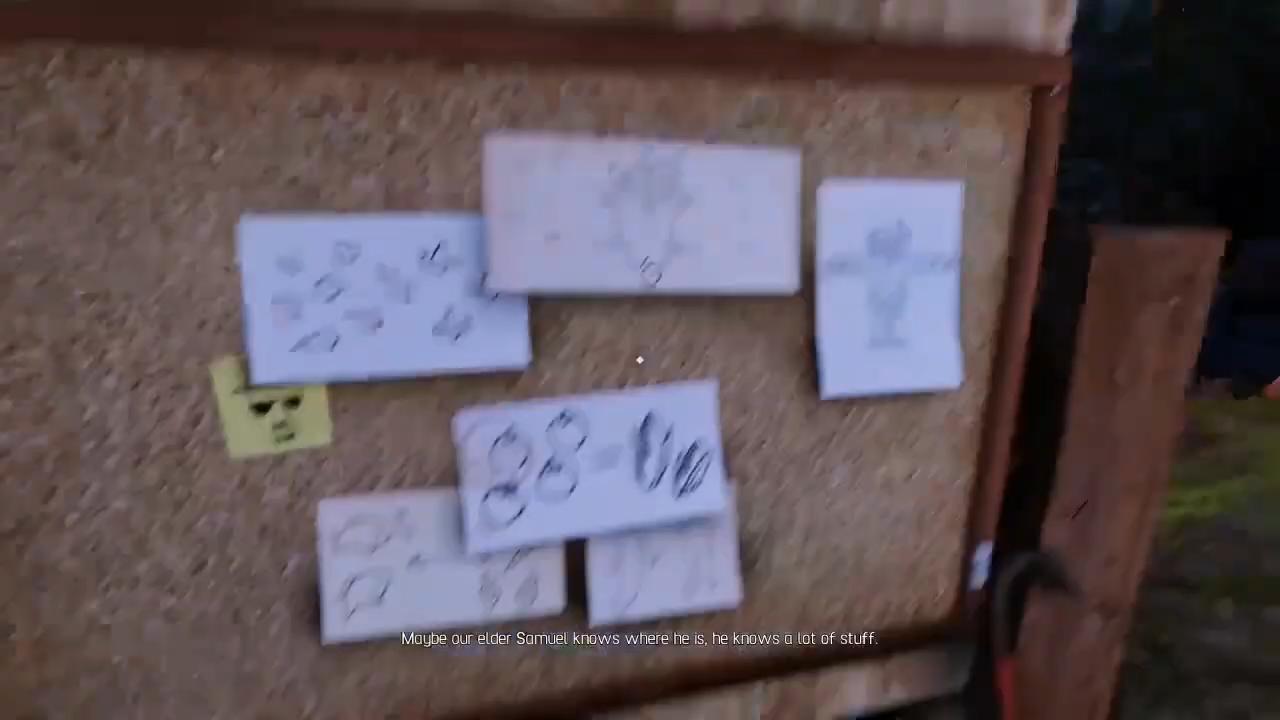 Maybe our elder Samuel knows where he is, he knows a lot of stuff.